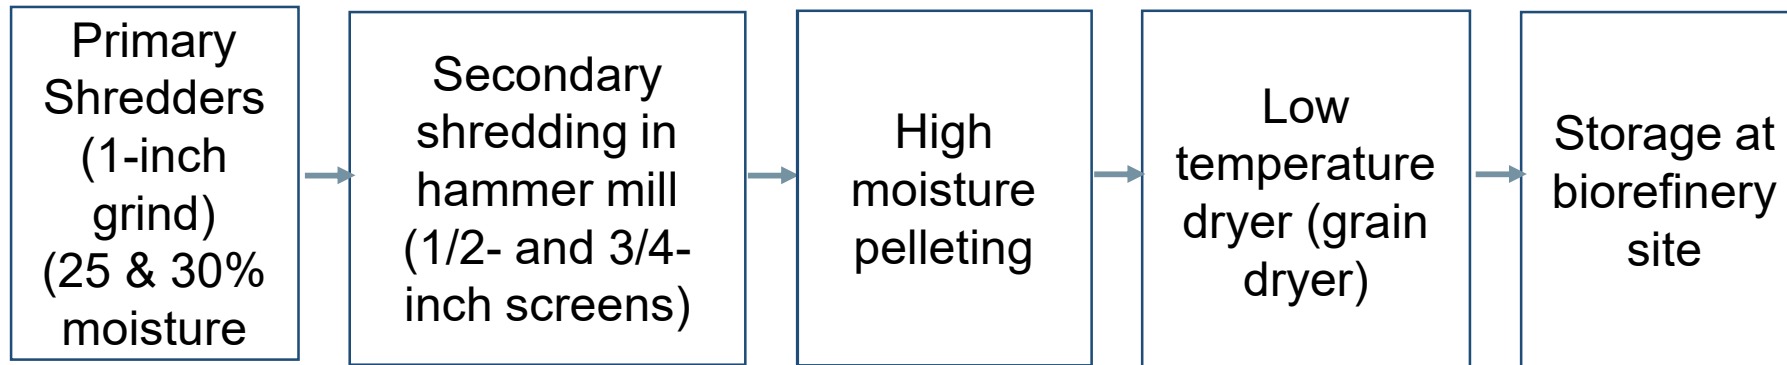 Primary
Shredders
(1-inch
grind)
(25 & 30%
moisture
Secondary
shredding in
hammer mill
(1/2- and 3/4-
inch screens)
High
moisture
pelleting
Low
temperature
dryer (grain
dryer)
Storage at
biorefinery
site